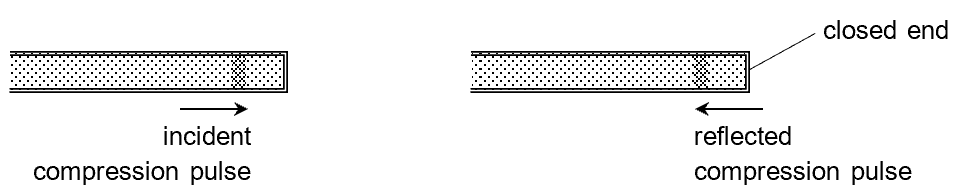 closed end
incident
compression pulse
reflected
compression pulse